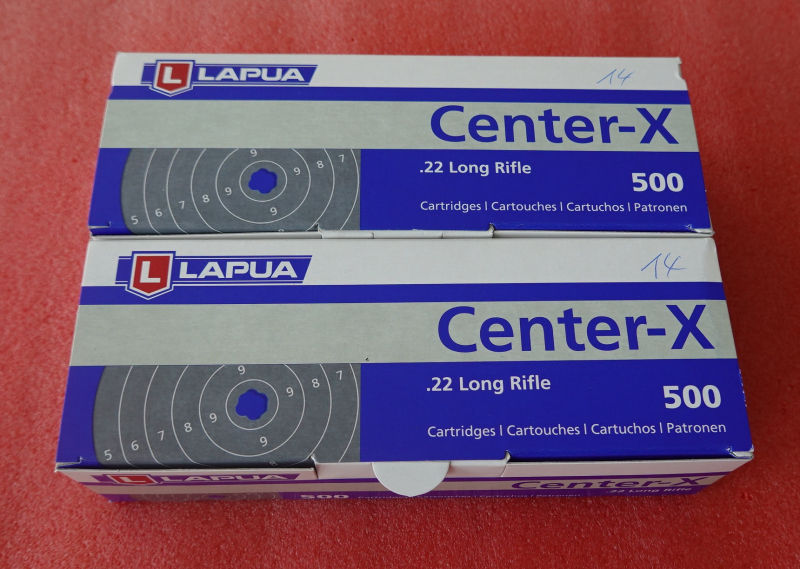 L LAPUA
14
Center-X
.22 Long Rifle
500
9 9 8 7
5 6 7 8 9
9
Cartridges | Cartouches | Cartuchos | Patronen
L LAPUA
14
Center-X
.22 Long Rifle
500
9 9 8 7
5 6 7 8 9
9
Cartridges | Cartouches | Cartuchos | Patronen
L LAPUA
Center-X
500
.22 Long Rifle